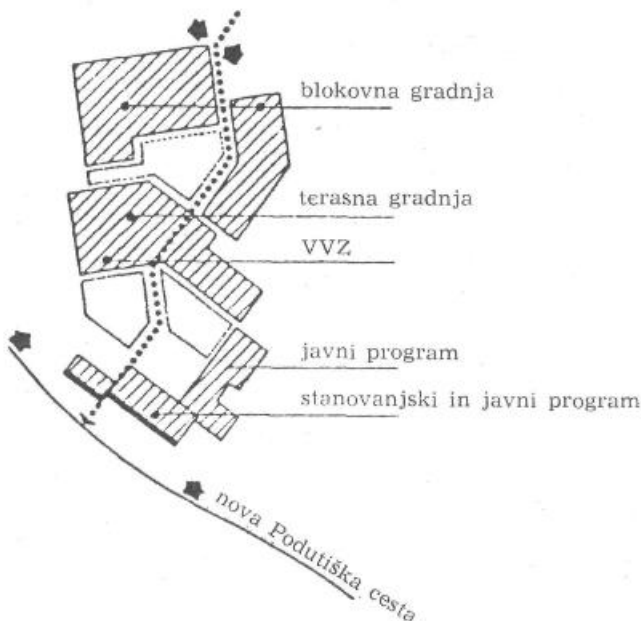 blokovna gradnja
terasna gradnja
VVZ
javni program
stanovanjski in javni program
nova Podutiška cesta